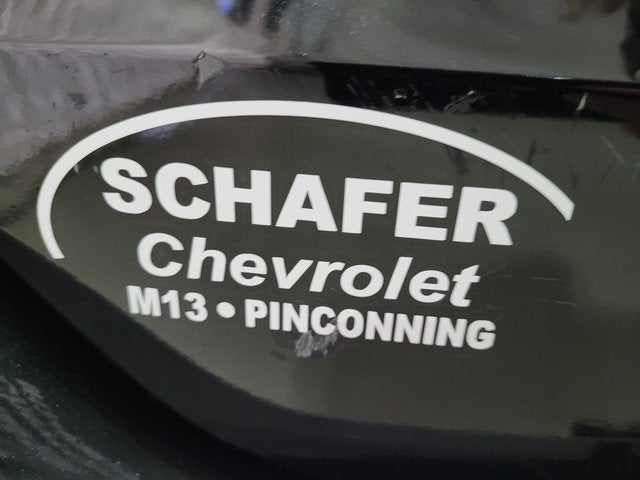 SCHAFER
Chevrolet
M13 • PINCONNING